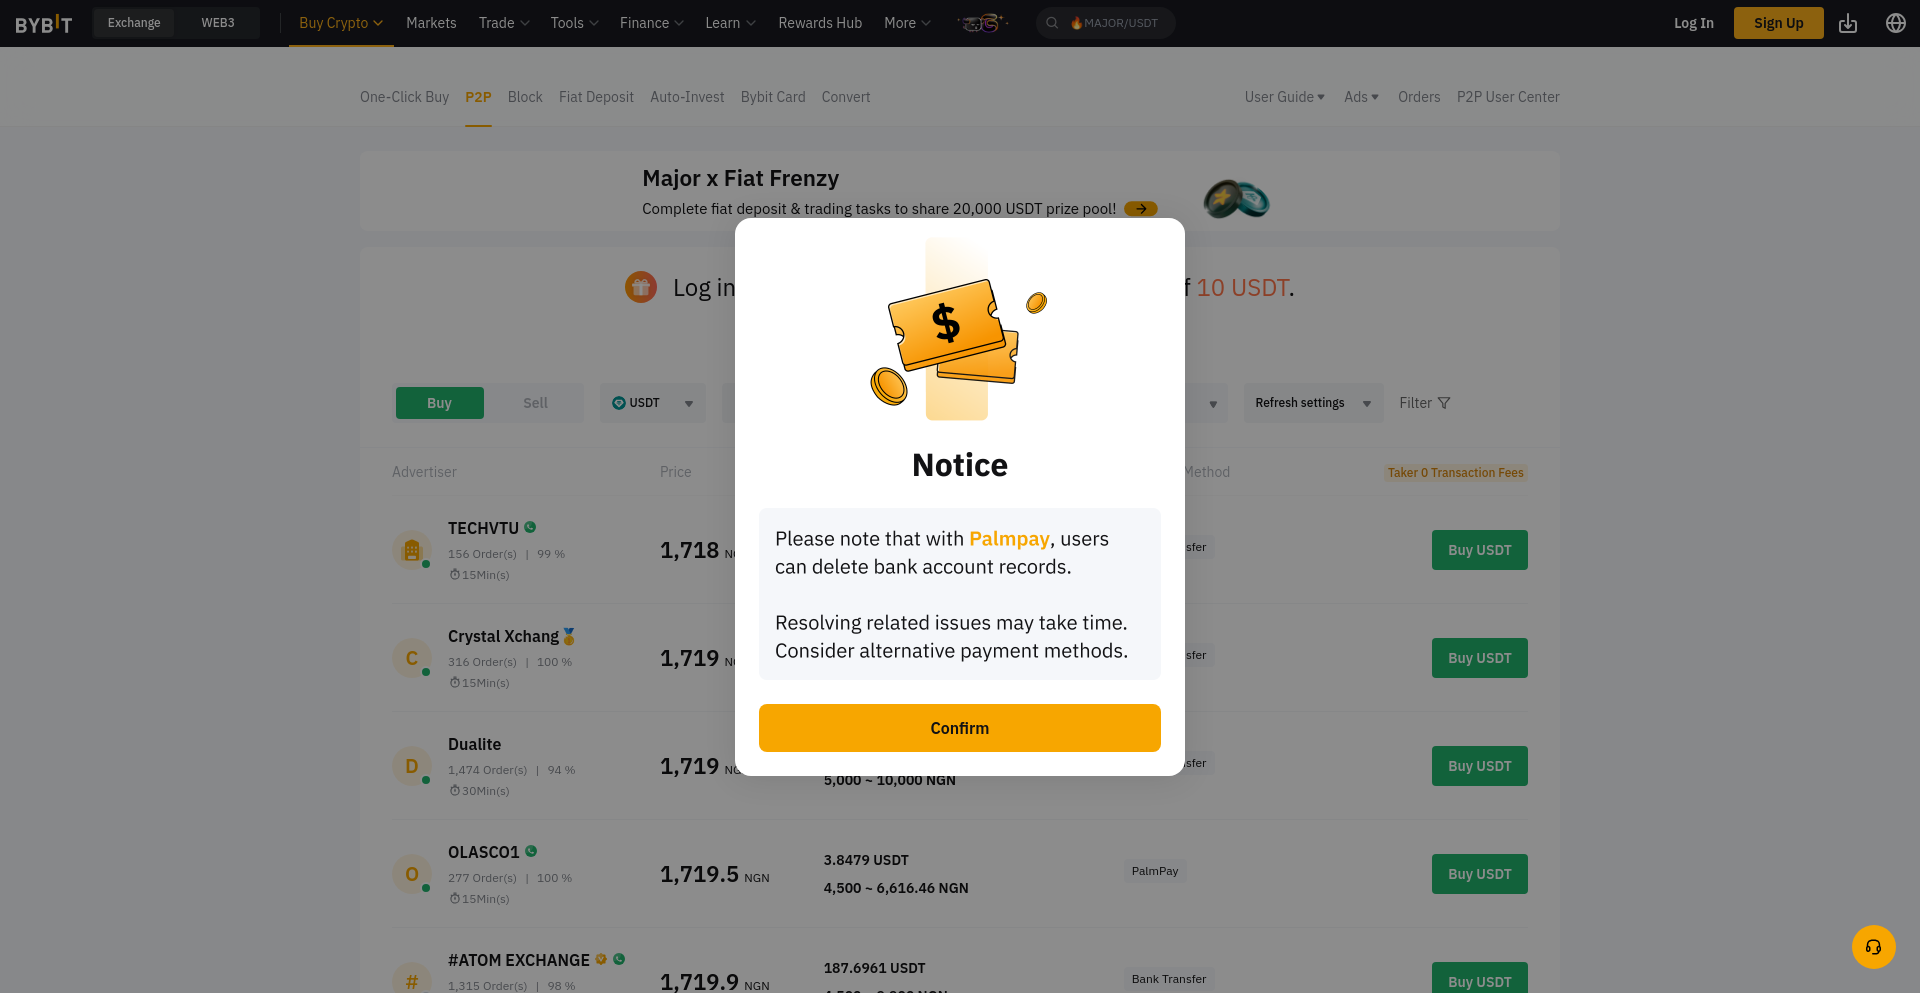 BYBIT Exchange WEB3 Buy Crypto Markets Trade Tools Finance Learn Rewards Hub More 🔥MAJOR/USDT Log In Sign Up
One-Click Buy P2P Block Fiat Deposit Auto-Invest Bybit Card Convert User Guide Ads Orders P2P User Center
Major x Fiat Frenzy
Complete fiat deposit & trading tasks to share 20,000 USDT prize pool!
Log in 10 USDT.
Buy Sell USDT Refresh settings Filter
Advertiser Price Method Taker 0 Transaction Fees
Notice
Please note that with Palmpay, users
can delete bank account records.
Resolving related issues may take time.
Consider alternative payment methods.
Confirm
TECHVTU
156 Order(s) | 99 %
15Min(s)
1,718
Buy USDT
Crystal Xchang🥇
C
316 Order(s) | 100 %
15Min(s)
1,719
Buy USDT
Dualite
D
1,474 Order(s) | 94 %
30Min(s)
1,719
5,000 ~ 10,000 NGN
Buy USDT
OLASCO1
O
277 Order(s) | 100 %
15Min(s)
1,719.5 NGN
3.8479 USDT
4,500 ~ 6,616.46 NGN
PalmPay
Buy USDT
#ATOM EXCHANGE
#
1,315 Order(s) | 98 %
1,719.9 NGN
187.6961 USDT
Bank Transfer
Buy USDT